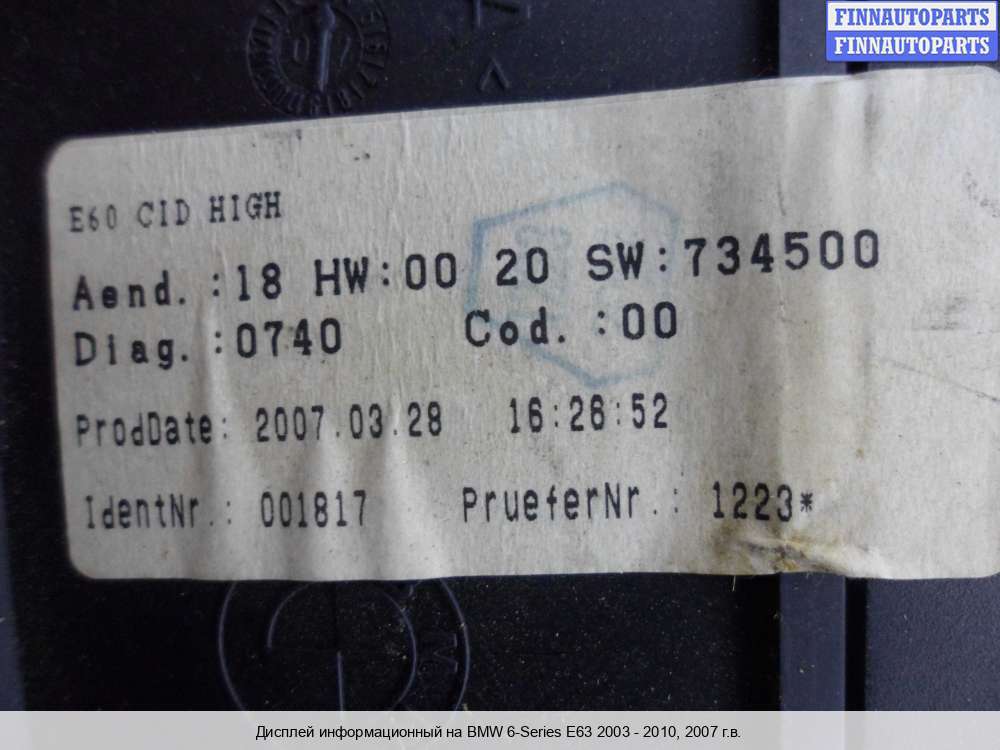 FINNAUTOPARTS
FINNAUTOPARTS
E60 CID HIGH
Aend.:18 HW:00 20 SW:734500
Diag.:0740 Cod.:00
ProdDate: 2007.03.28 16:26:52
IdentNr.: 001817 PrueferNr.: 1223*
Дисплей информационный на BMW 6-Series E63 2003 - 2010, 2007 г.в.